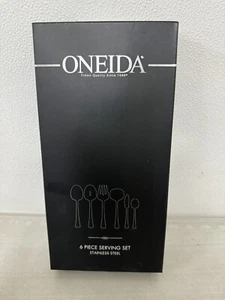 ONEIDA
Finest Quality Since 1880
6 PIECE SERVING SET
STAINLESS STEEL